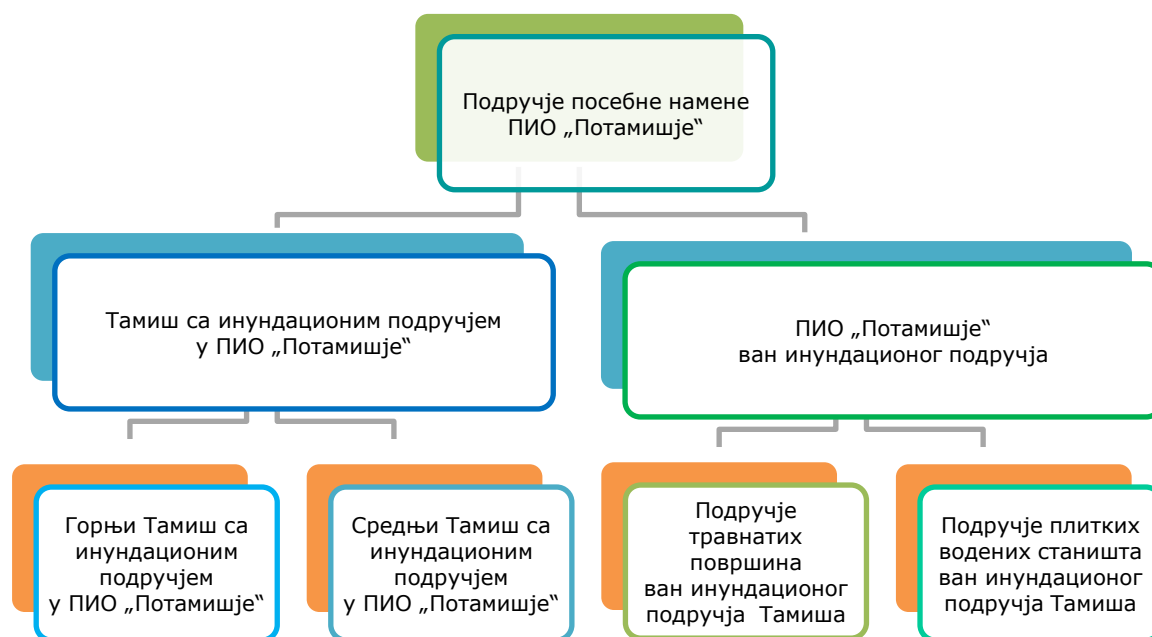 Подручје посебне намене
ПИО „Потамишје“
Тамиш са инундационим подручјем
у ПИО „Потамишје“
ПИО „Потамишје“
ван инундационог подручја
Горњи Тамиш са
инундационим
подручјем
у ПИО „Потамишје“
Средњи Тамиш са
инундационим
подручјем
у ПИО „Потамишје“
Подручје
травнатих
површина
ван инундационог
подручја Тамиша
Подручје плитких
водених станишта
ван инундационог
подручја Тамиша